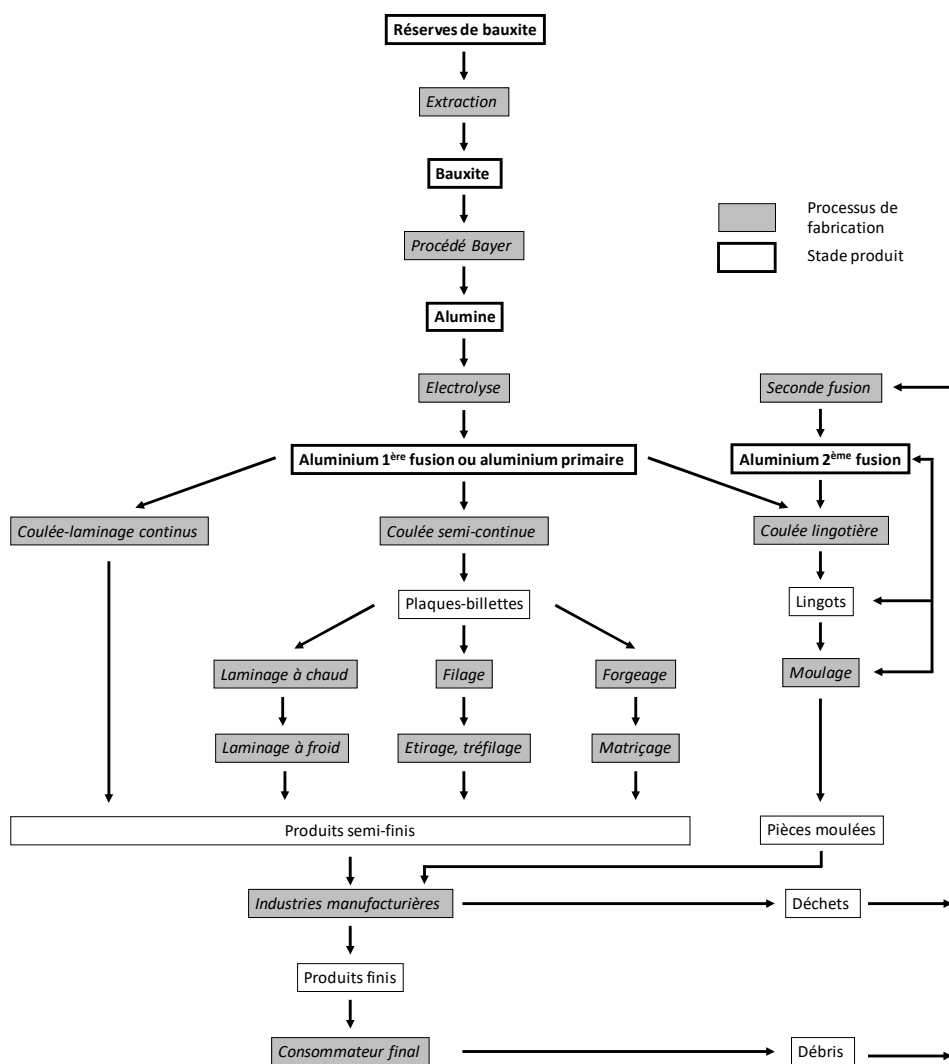 Réserves de bauxite
Extraction
Bauxite
Processus de
fabrication
Procédé Bayer
Stade produit
Alumine
Electrolyse
Seconde fusion
Aluminium 1ère fusion ou aluminium primaire
Aluminium 2ème fusion
Coulée-laminage continus
Coulée semi-continue
Coulée lingotière
Plaques-billettes
Lingots
Laminage à chaud
Filage
Forgeage
Moulage
Laminage à froid
Etirage, tréfilage
Matriçage
Produits semi-finis
Pièces moulées
Industries manufacturières
Déchets
Produits finis
Consommateur final
Débris